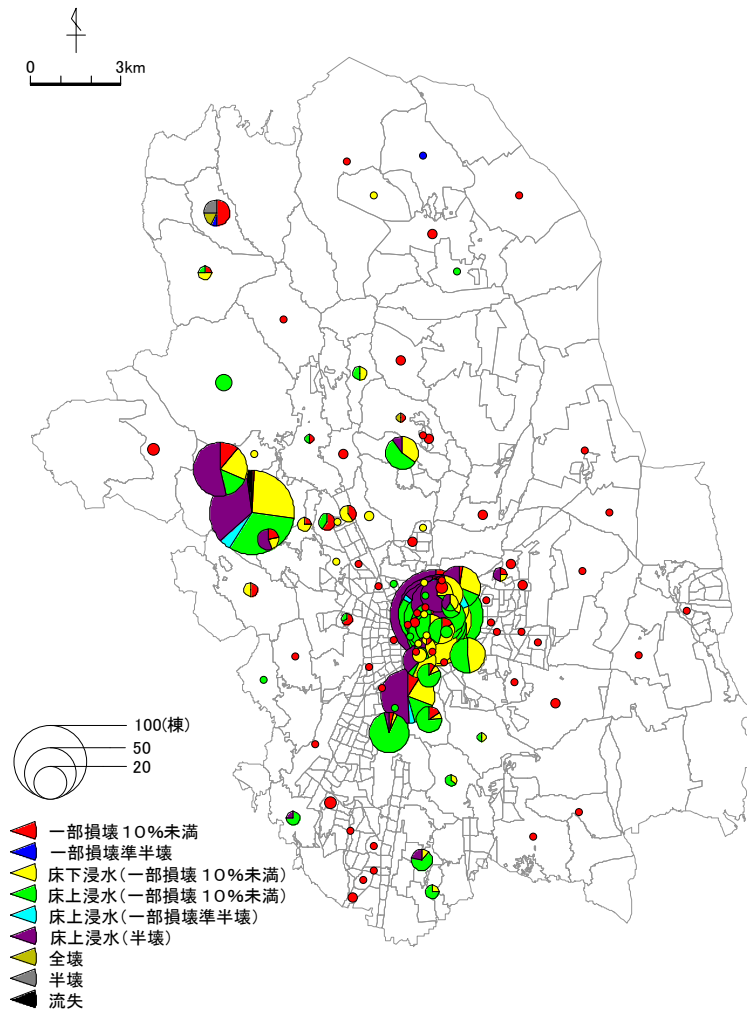 0 3km
100(棟)
50
20
一部損壊10%未満
一部損壊準半壊
床下浸水(一部損壊10%未満)
床上浸水(一部損壊10%未満)
床上浸水(一部損壊準半壊)
床上浸水(半壊)
全壊
半壊
流失